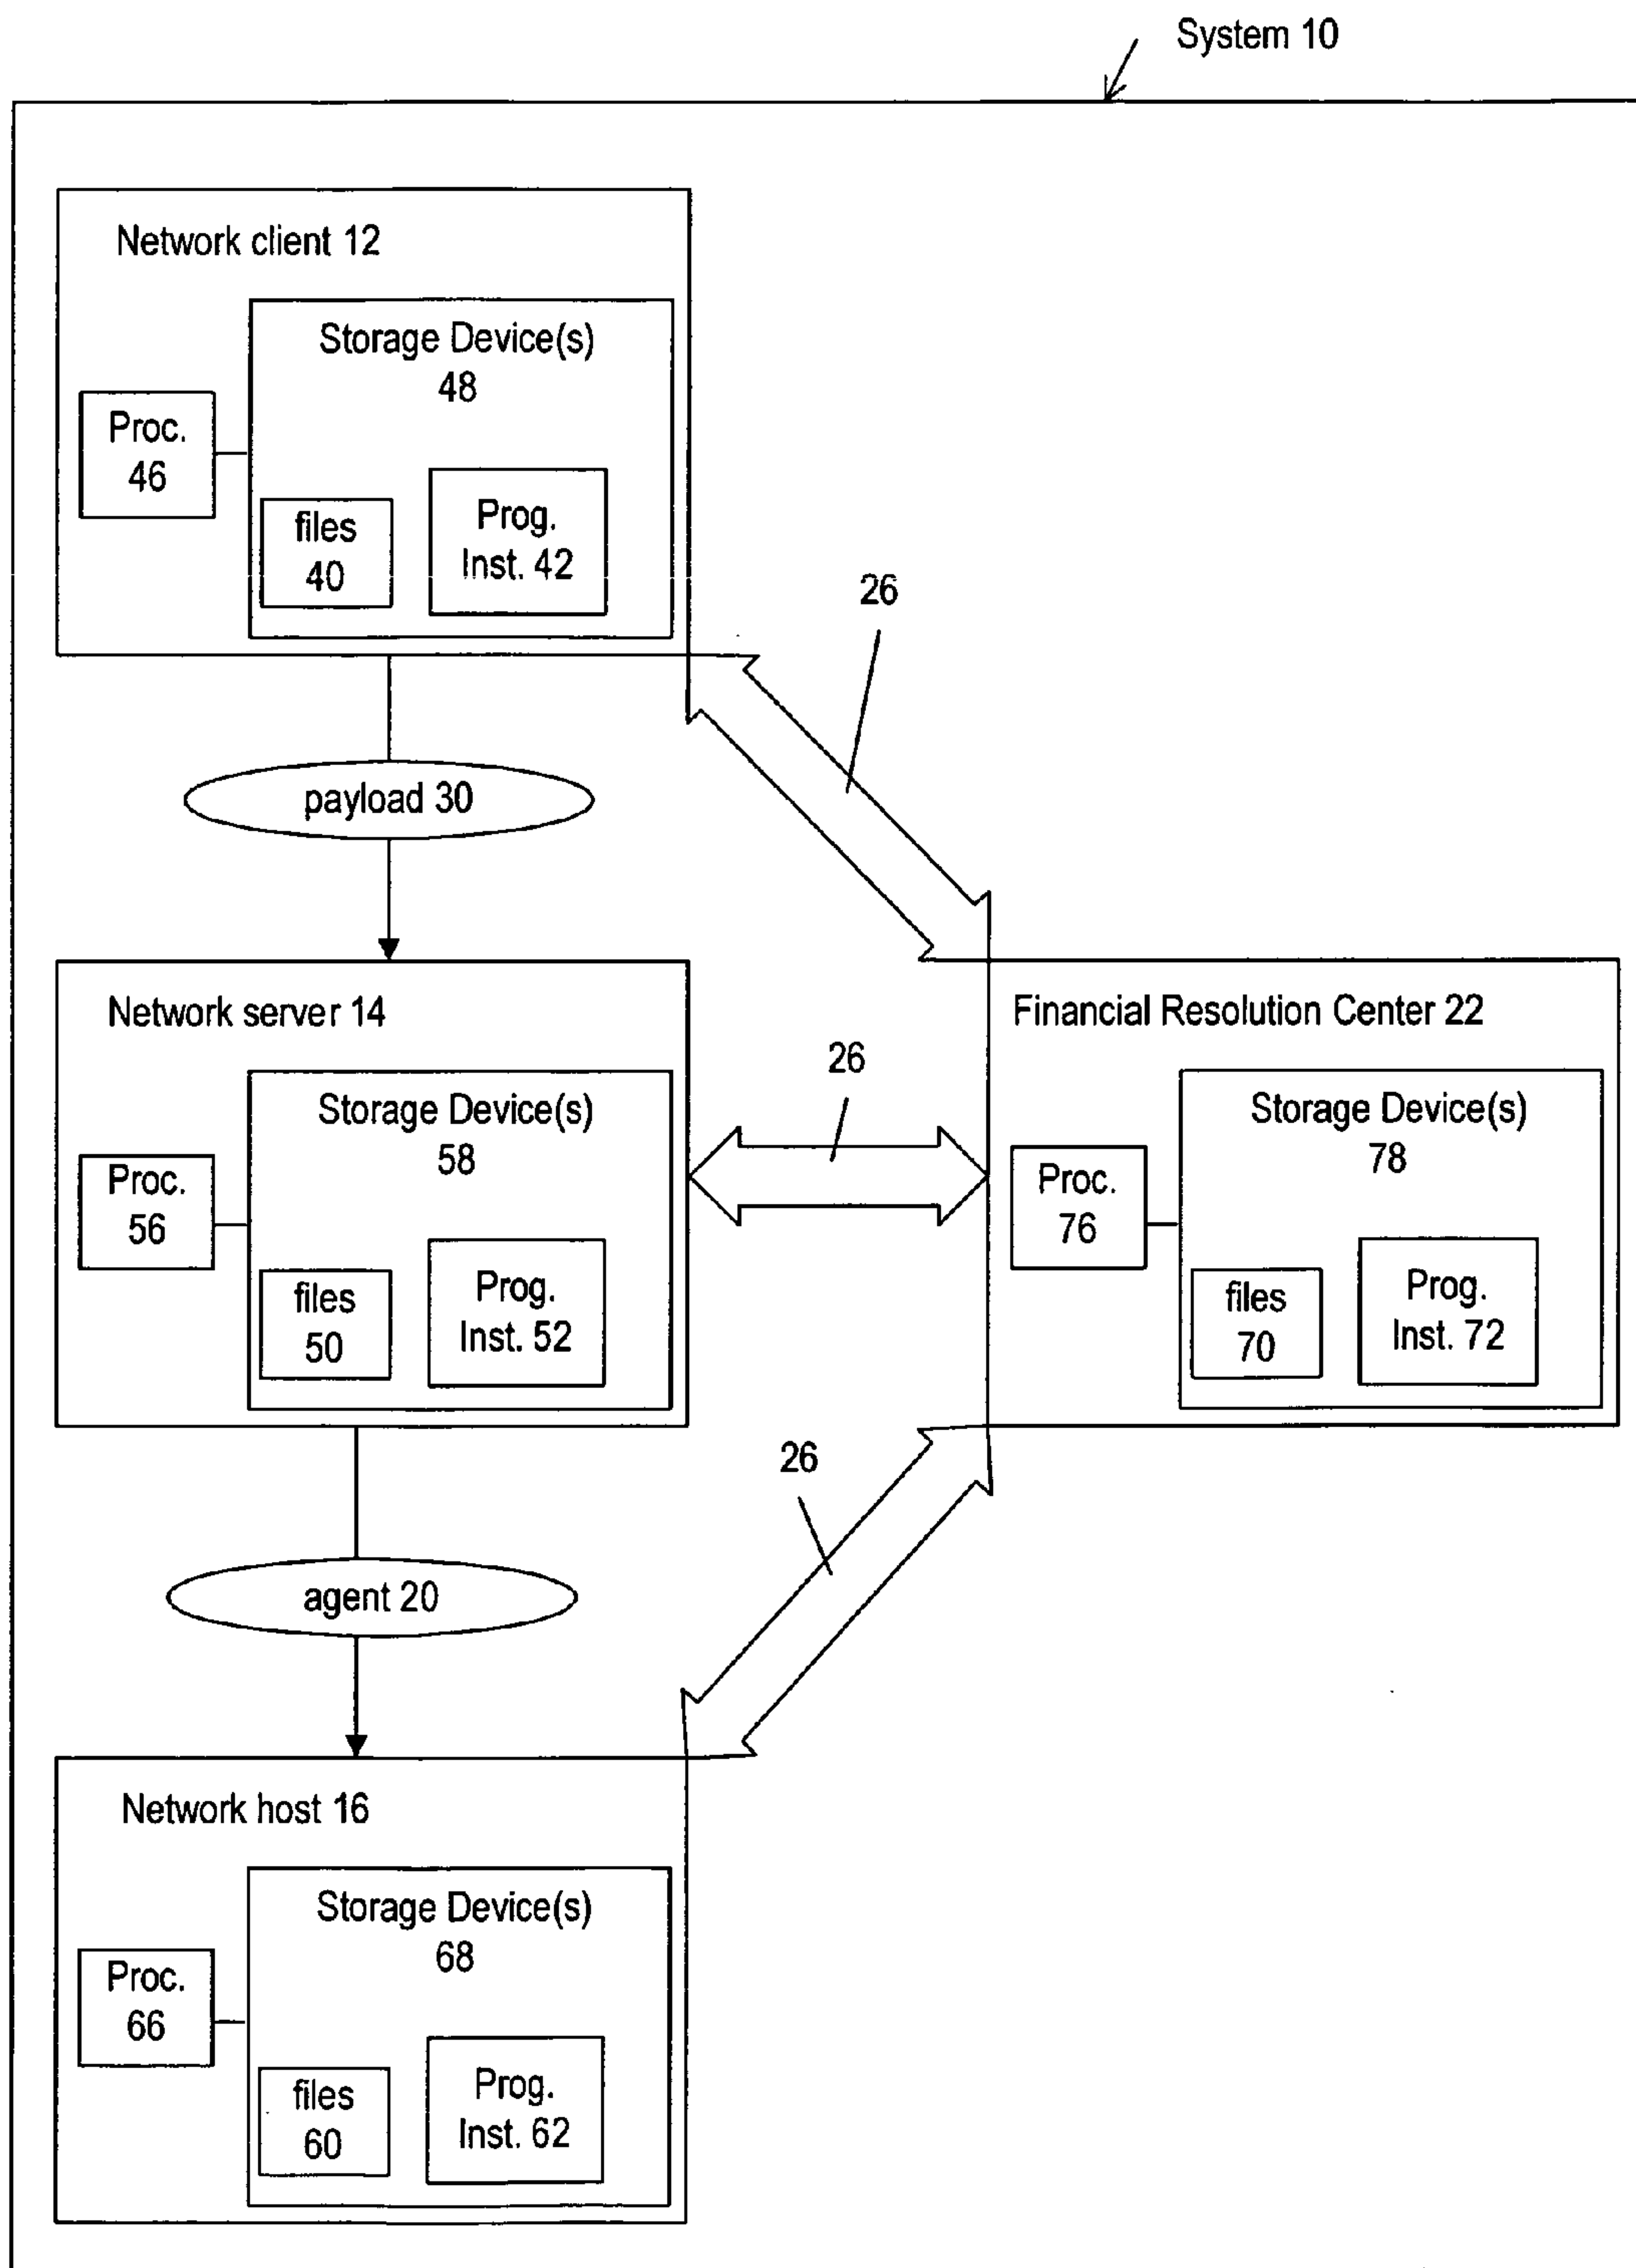 System 10
Network client 12
Storage Device(s)
48
Proc.
46
files
40
Prog.
Inst. 42
26
payload 30
Network server 14
Storage Device(s)
58
Proc.
56
files
50
Prog.
Inst. 52
26
Financial Resolution Center 22
Storage Device(s)
78
Proc.
76
files
70
Prog.
Inst. 72
26
agent 20
Network host 16
Storage Device(s)
68
Proc.
66
files
60
Prog.
Inst. 62